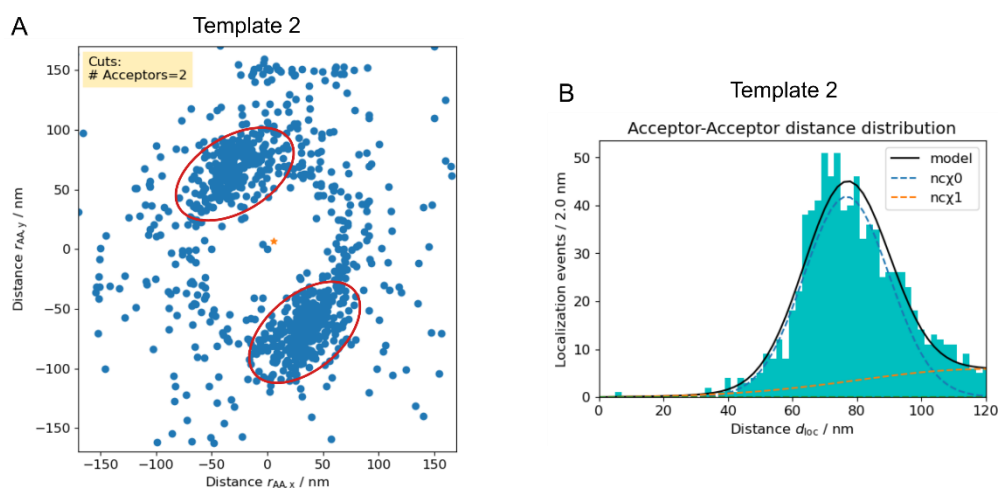 A
Template 2
Cuts:
# Acceptors=2
150
100
50
0
−50
−100
−150
Distance r_AA,y / nm
−150 −100 −50 0 50 100 150
Distance r_AA,x / nm
B
Template 2
Acceptor-Acceptor distance distribution
model
ncχ0
ncχ1
50
40
30
20
10
0
Localization events / 2.0 nm
0 20 40 60 80 100 120
Distance d_loc / nm